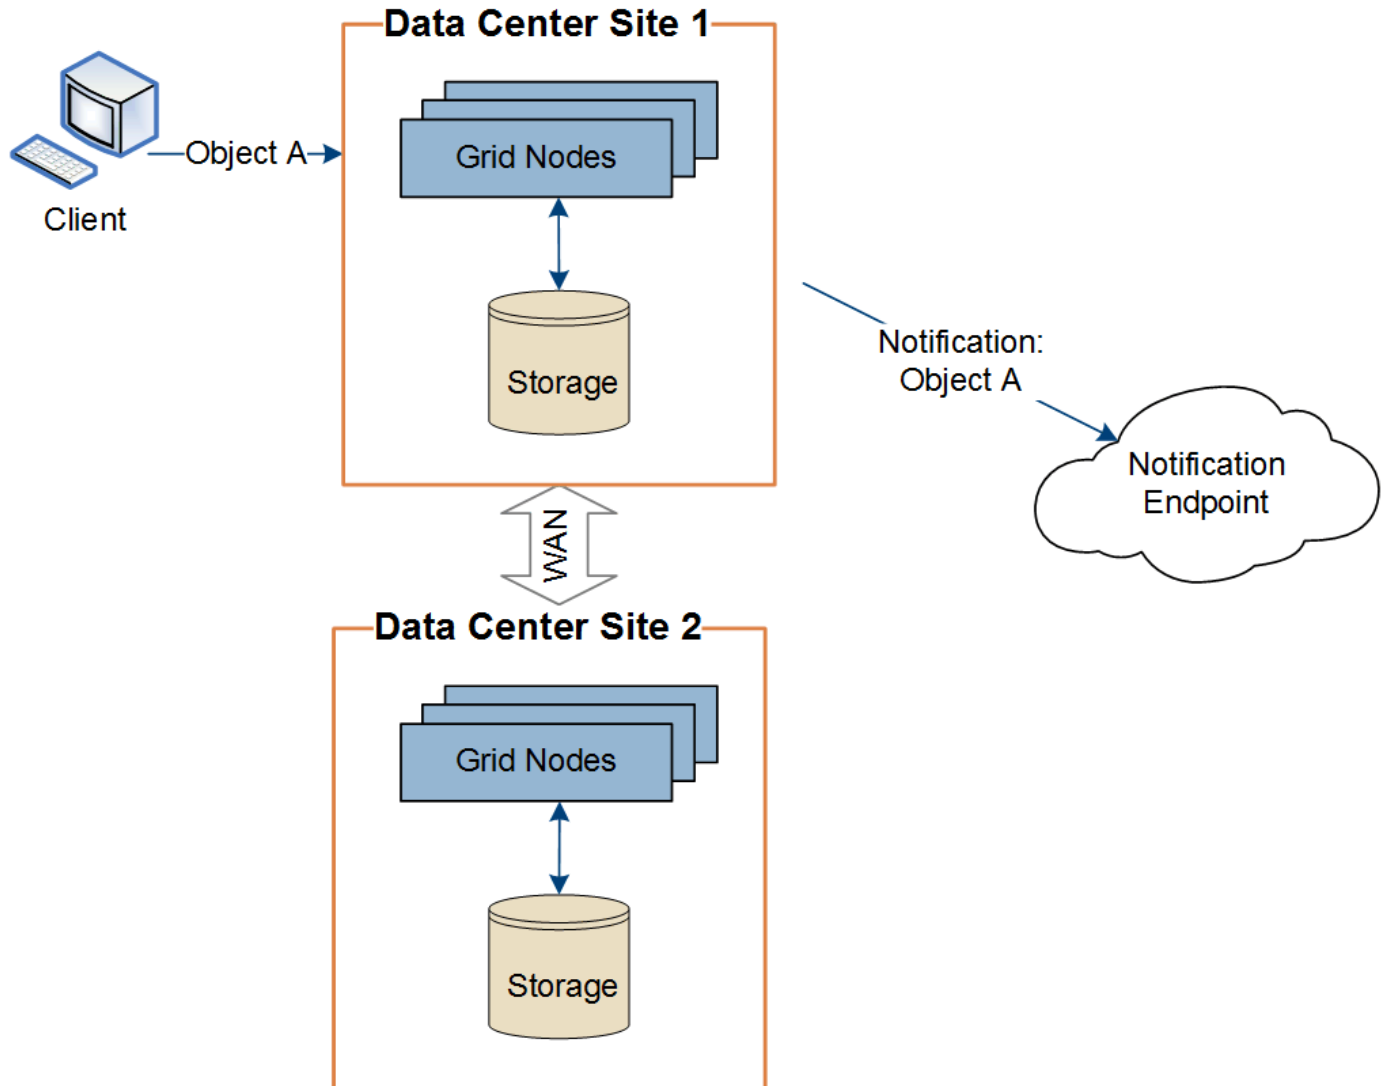 Data Center Site 1
Grid Nodes
Object A
Client
Storage
Notification:
Object A
Notification
Endpoint
WAN
Data Center Site 2
Grid Nodes
Storage